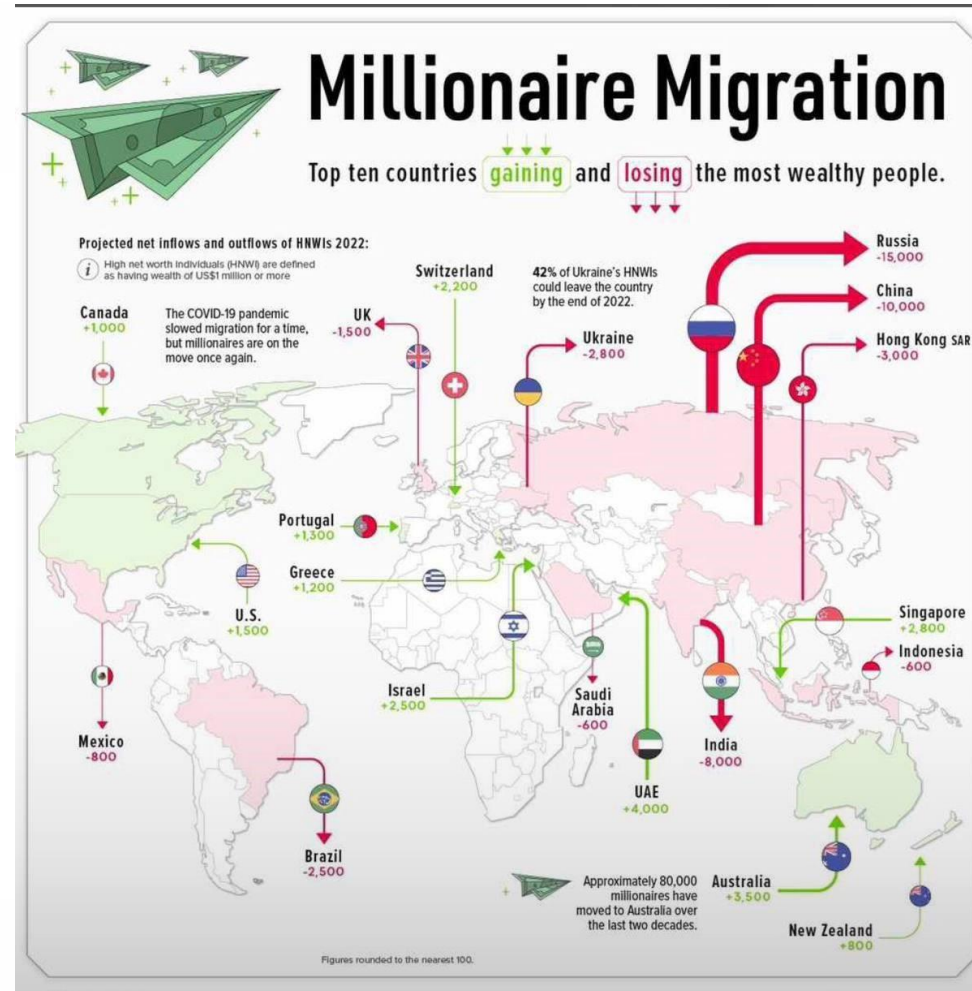 Millionaire Migration
Top ten countries gaining and losing the most wealthy people.
Projected net inflows and outflows of HNWIs 2022:
i High net worth individuals (HNWI) are defined
as having wealth of US$1 million or more
Canada
+1,000
The COVID-19 pandemic
slowed migration for a time,
but millionaires are on the
move once again.
UK
-1,500
Switzerland
+2,200
42% of Ukraine's HNWIs
could leave the country
by the end of 2022.
Ukraine
-2,800
Russia
-15,000
China
-10,000
Hong Kong SAR
-3,000
Portugal
+1,300
Greece
+1,200
U.S.
+1,500
Israel
+2,500
Saudi
Arabia
-600
Singapore
+2,800
Indonesia
-600
Mexico
-800
India
-8,000
UAE
+4,000
Brazil
-2,500
Approximately 80,000
millionaires have
moved to Australia over
the last two decades.
Australia
+3,500
New Zealand
+800
Figures rounded to the nearest 100.